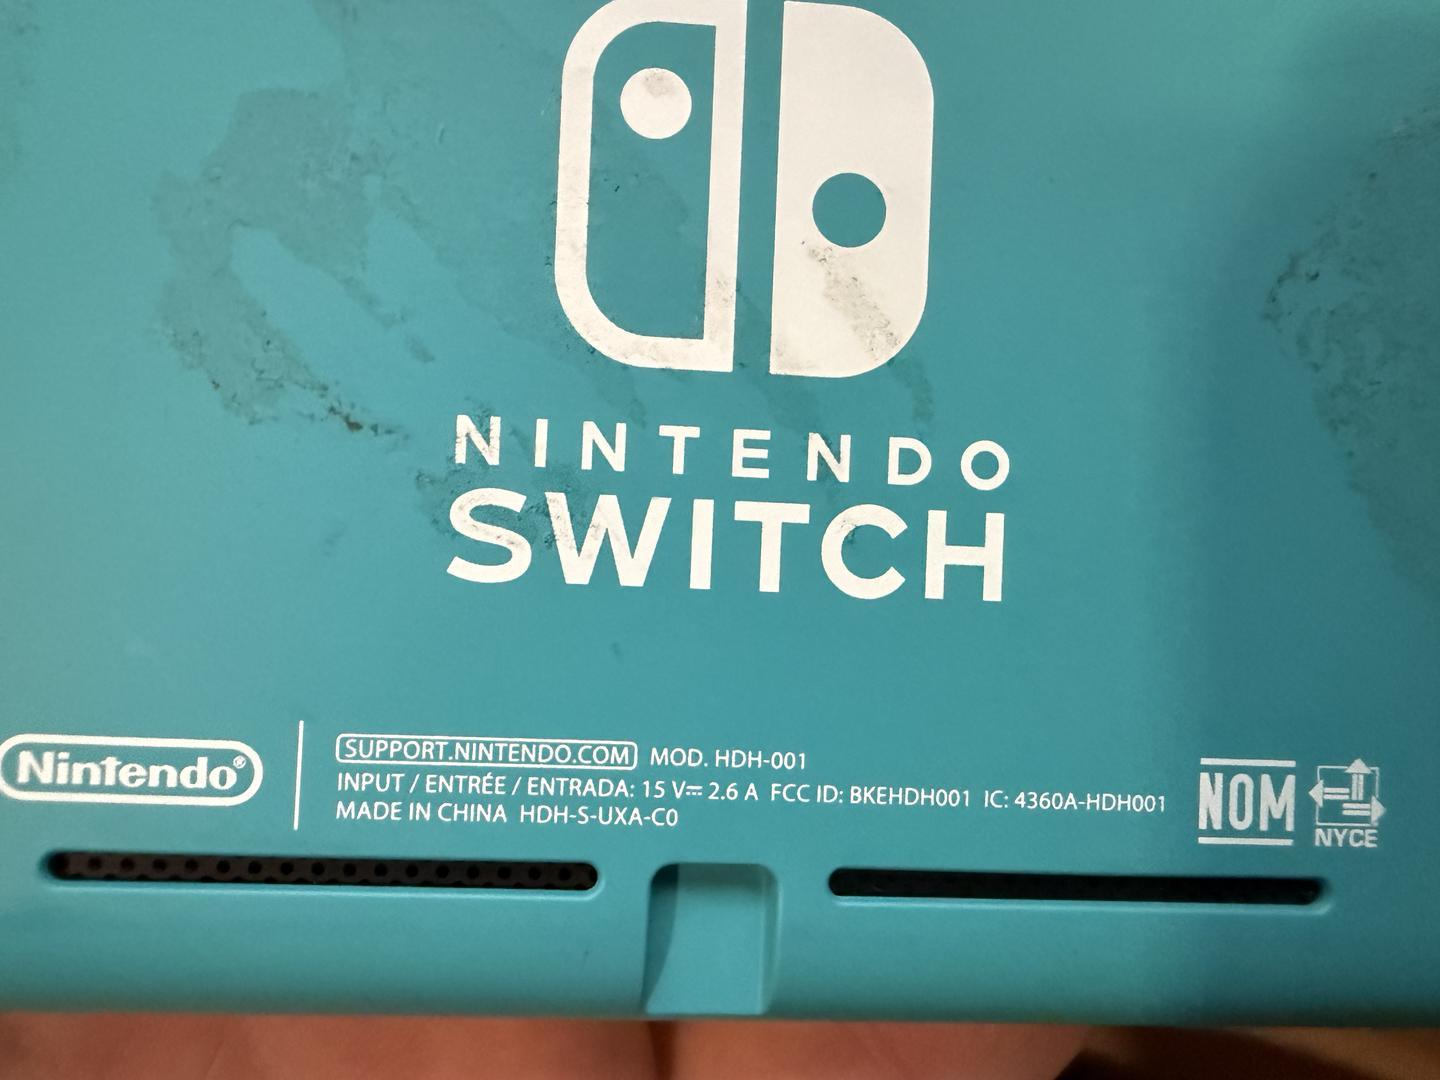 NINTENDO
SWITCH
Nintendo®
SUPPORT.NINTENDO.COM MOD. HDH-001
INPUT / ENTRÉE / ENTRADA: 15 V⎓ 2.6 A FCC ID: BKEHDH001 IC: 4360A-HDH001
MADE IN CHINA HDH-S-UXA-C0
NOM
NYCE